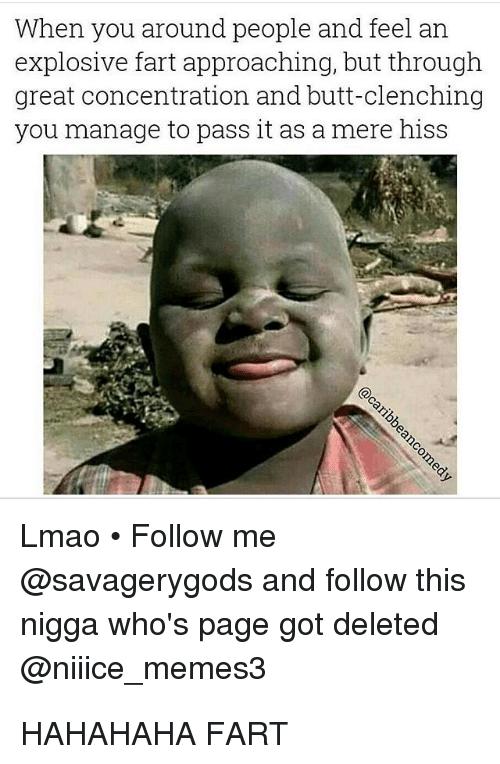 When you around people and feel an
explosive fart approaching, but through
great concentration and butt-clenching
you manage to pass it as a mere hiss
@caribbeancomedy
Lmao • Follow me
@savagerygods and follow this
nigga who's page got deleted
@niiice_memes3
HAHAHAHA FART